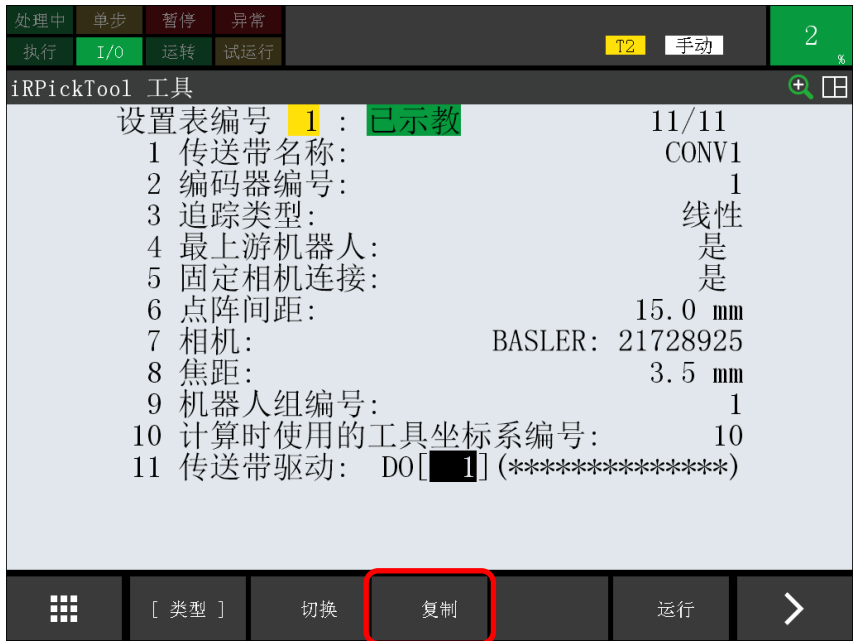 处理中 单步 暂停 异常
执行 I/O 运转 试运行 T2 手动 2 %
iRPickTool 工具
设置表编号 1 : 已示教 11/11
1 传送带名称: CONV1
2 编码器编号: 1
3 追踪类型: 线性
4 最上游机器人: 是
5 固定相机连接: 是
6 点阵间距: 15.0 mm
7 相机: BASLER: 21728925
8 焦距: 3.5 mm
9 机器人组编号: 1
10 计算时使用的工具坐标系编号: 10
11 传送带驱动: DO[ 1](**************)
[ 类型 ] 切换 复制 运行